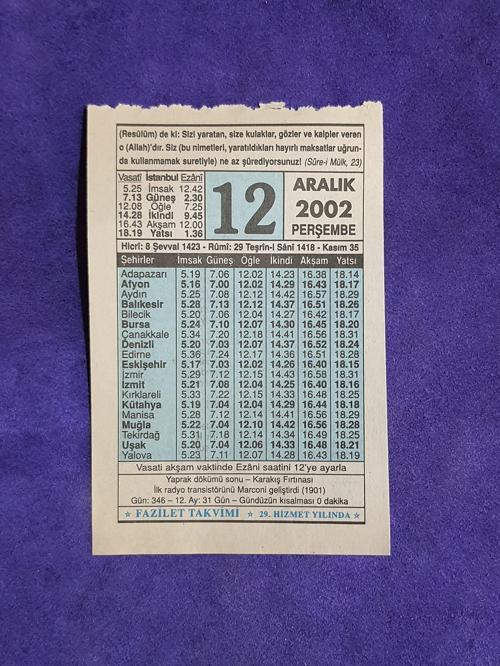 (Resûlüm) de ki: Sizi yaratan, size kulaklar, gözler ve kalpler veren
o (Allah)'dır. Siz (bu nimetleri, yaratıldıkları hayırlı maksatlar uğrun-
da kullanmamak suretiyle) ne az şürediyorsunuz! (Sûre-i Mülk, 23)
Vasatî İstanbul Ezânî
5.25 İmsak 12.42
7.13 Güneş 2.30
12.08 Öğle 7.25
14.28 İkindi 9.45
16.43 Akşam 12.00
18.19 Yatsı 1.36
12
ARALIK
2002
PERŞEMBE
Hicrî: 8 Şevval 1423 - Rûmî: 29 Teşrîn-i Sâni 1418 - Kasım 35
Şehirler İmsak Güneş Öğle İkindi Akşam Yatsı
Adapazarı 5.19 7.06 12.02 14.23 16.38 18.14
Afyon 5.16 7.00 12.02 14.29 16.43 18.17
Aydın 5.25 7.08 12.12 14.42 16.57 18.29
Balıkesir 5.28 7.13 12.12 14.37 16.51 18.26
Bilecik 5.20 7.06 12.04 14.27 16.42 18.17
Bursa 5.24 7.10 12.07 14.30 16.45 18.20
Çanakkale 5.34 7.20 12.18 14.41 16.56 18.31
Denizli 5.20 7.03 12.07 14.37 16.52 18.24
Edirne 5.36 7.24 12.17 14.36 16.51 18.28
Eskişehir 5.17 7.03 12.02 14.26 16.40 18.15
İzmir 5.29 7.12 12.15 14.43 16.58 18.31
İzmit 5.21 7.08 12.04 14.25 16.40 18.16
Kırklareli 5.33 7.22 12.15 14.33 16.48 18.25
Kütahya 5.19 7.04 12.04 14.29 16.44 18.18
Manisa 5.28 7.12 12.14 14.41 16.56 18.29
Muğla 5.22 7.04 12.10 14.42 16.56 18.28
Tekirdağ 5.31 7.18 12.14 14.34 16.49 18.25
Uşak 5.20 7.04 12.06 14.33 16.48 18.21
Yalova 5.23 7.11 12.07 14.28 16.43 18.19
Vasati akşam vaktinde Ezâni saatini 12'ye ayarla
Yaprak dökümü sonu – Karakış Fırtınası
İlk radyo transistörünü Marconi geliştirdi (1901)
Gün: 346 – 12. Ay: 31 Gün – Gündüzün kısalması 0 dakika
FAZİLET TAKVİMİ ★ 29. HİZMET YILINDA ★